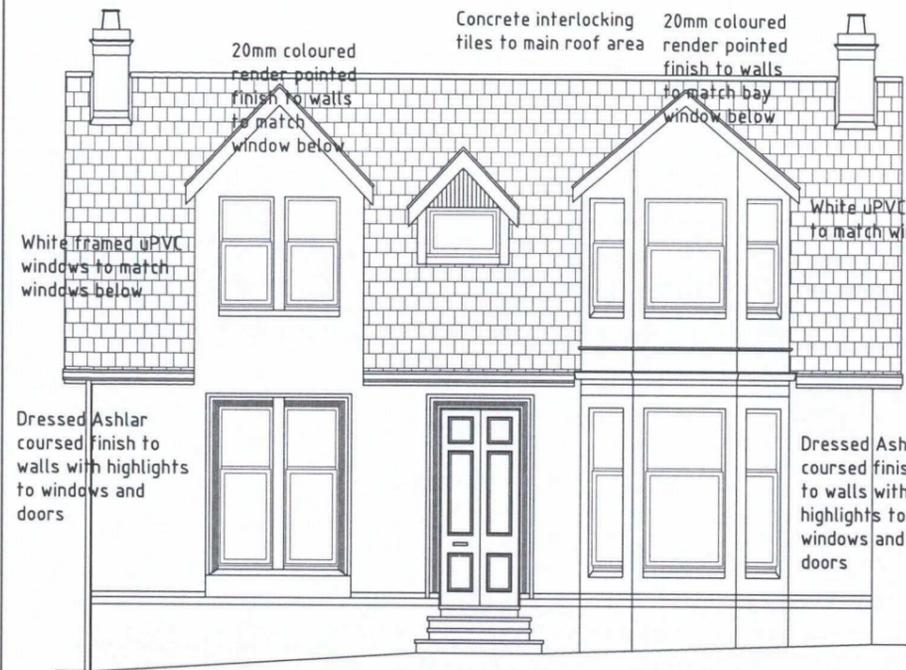 Concrete interlocking
tiles to main roof area
20mm coloured
render pointed
finish to walls
to match
window below
20mm coloured
render pointed
finish to walls
to match bay
window below
White framed uPVC
windows to match
windows below
White uPVC
to match wi
Dressed Ashlar
coursed finish to
walls with highlights
to windows and
doors
Dressed Ash
coursed finis
to walls with
highlights to
windows and
doors